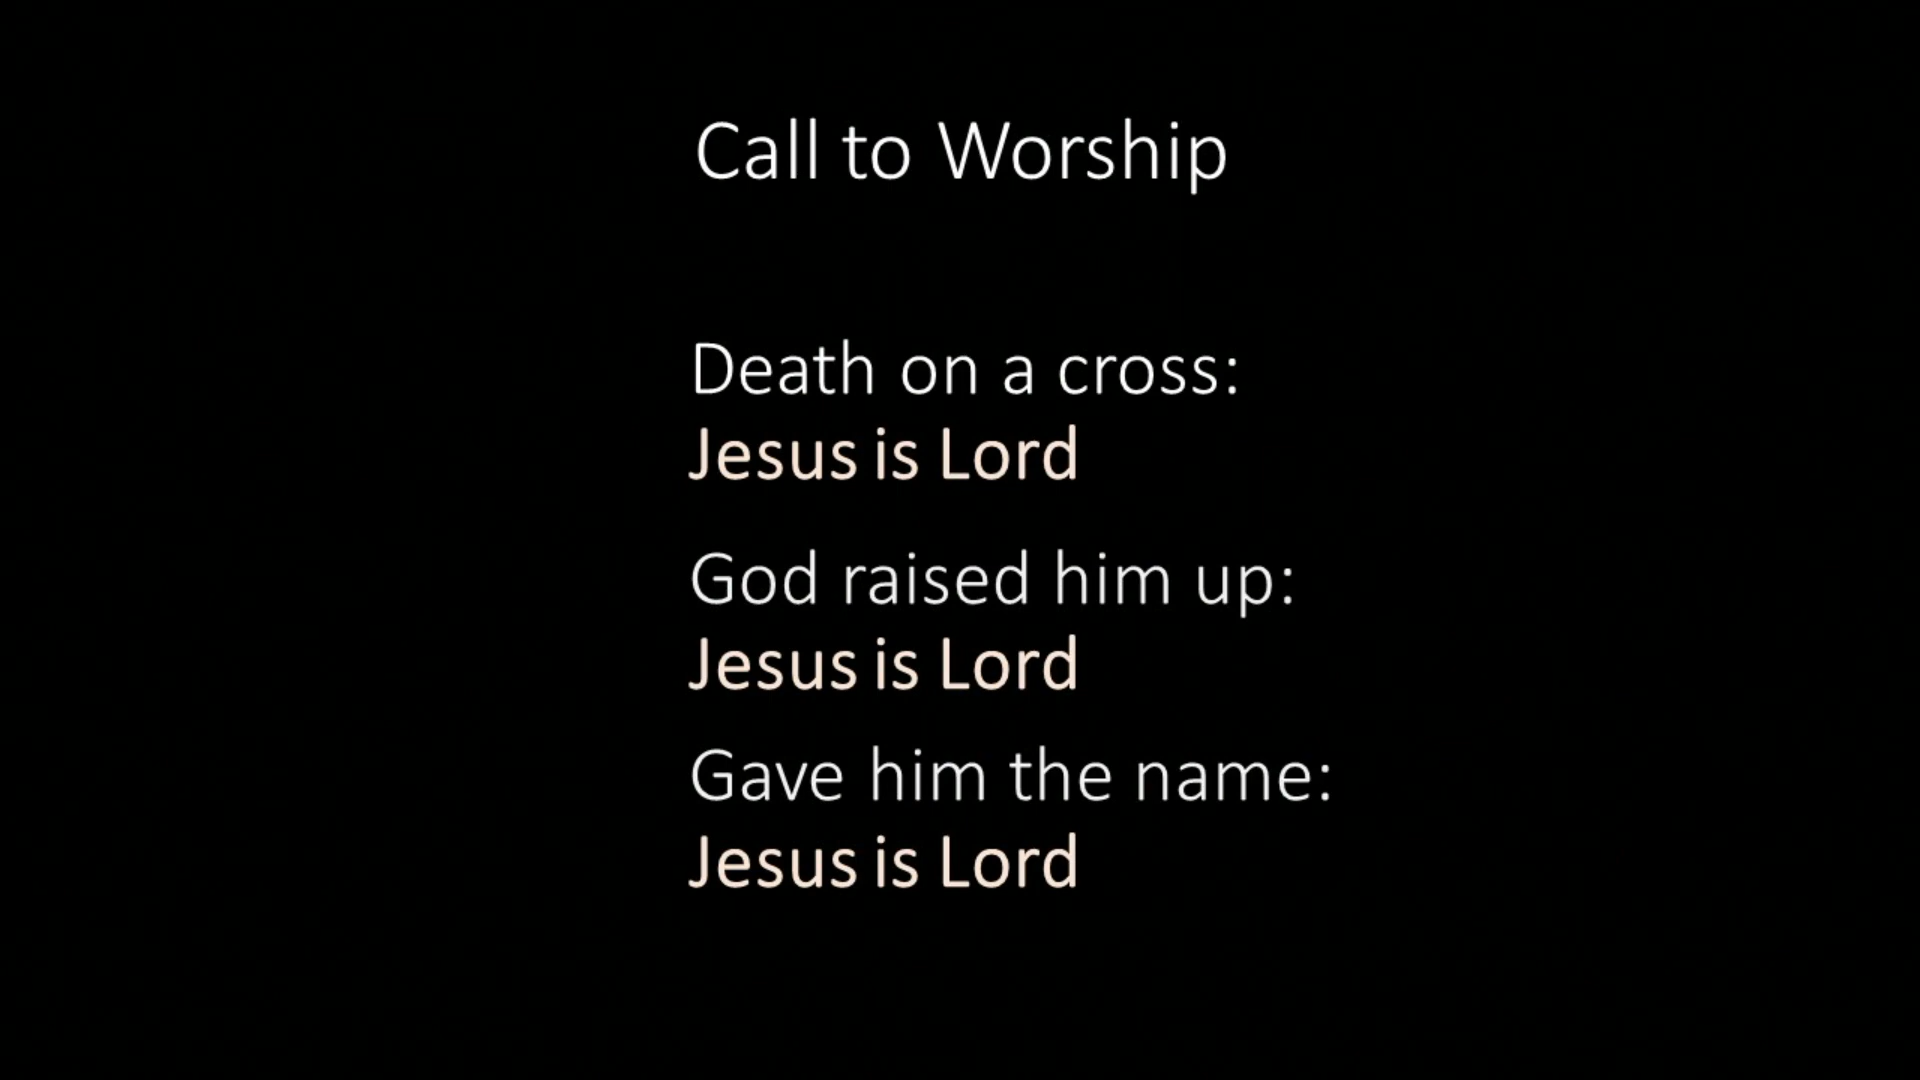 Call to Worship
Death on a cross:
Jesus is Lord
God raised him up:
Jesus is Lord
Gave him the name:
Jesus is Lord